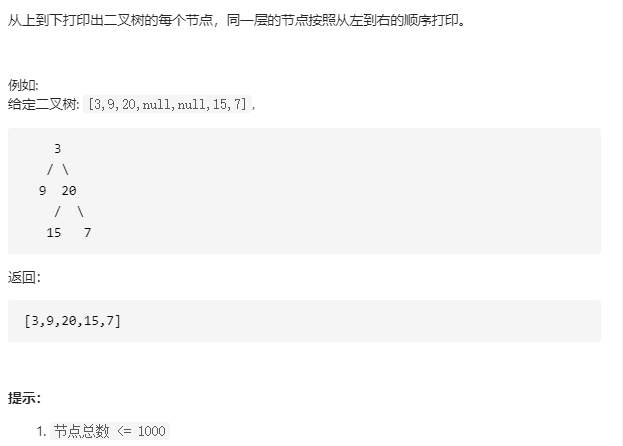 从上到下打印出二叉树的每个节点，同一层的节点按照从左到右的顺序打印。
例如:
给定二叉树: [3,9,20,null,null,15,7],
    3
   / \
  9  20
    /  \
   15   7
返回：
[3,9,20,15,7]
提示：
1. 节点总数 <= 1000